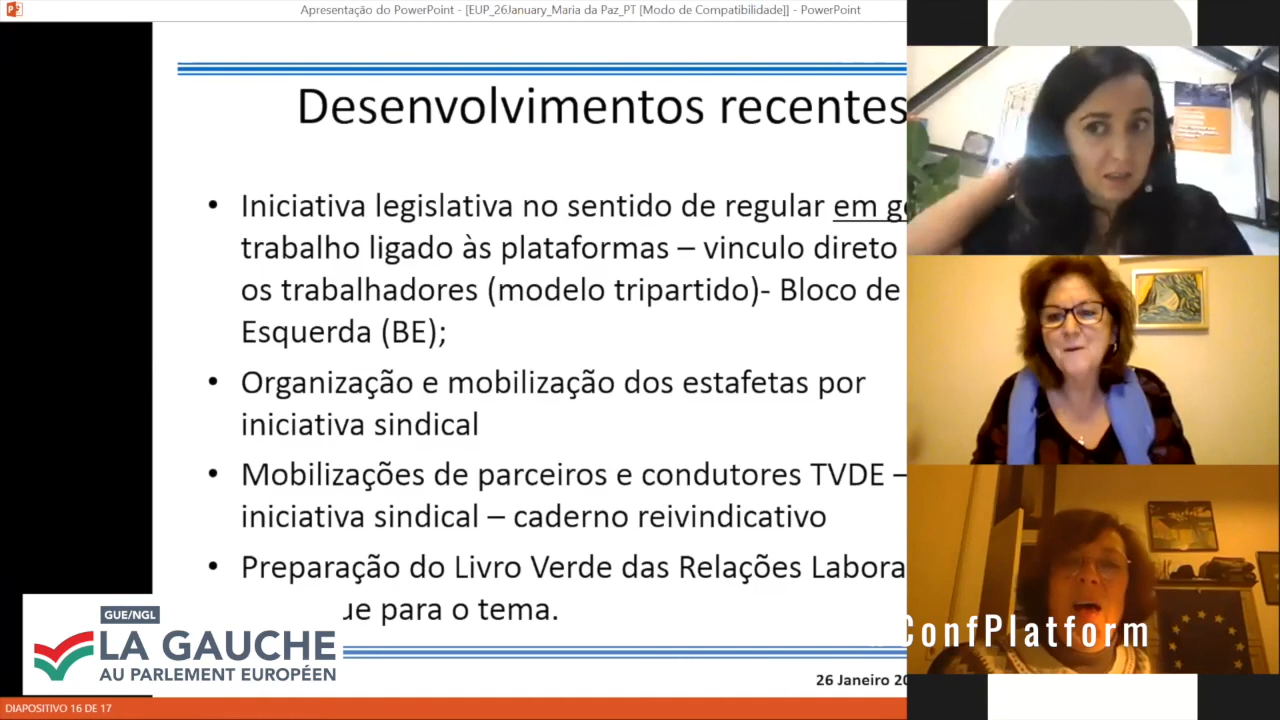 Apresentação do PowerPoint - [EUP_26January_Maria da Paz_PT [Modo de Compatibilidade]] - PowerPoint
Desenvolvimentos recentes
• Iniciativa legislativa no sentido de regular em
trabalho ligado às plataformas – vinculo direto
os trabalhadores (modelo tripartido)- Bloco de
Esquerda (BE);
• Organização e mobilização dos estafetas por
iniciativa sindical
• Mobilizações de parceiros e condutores TVDE –
iniciativa sindical – caderno reivindicativo
• Preparação do Livro Verde das Relações
para o tema.
GUE/NGL
LA GAUCHE
AU PARLEMENT EUROPÉEN
ConfPlatform
26 Janeiro
DIAPOSITIVO 16 DE 17